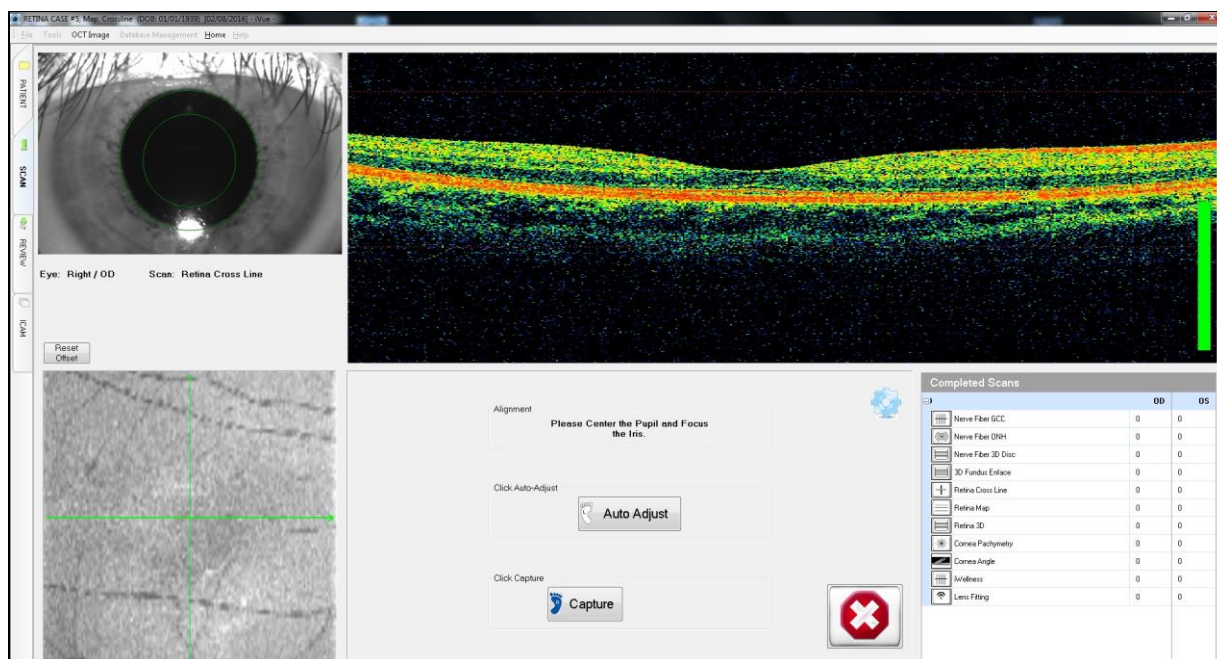 RETINA CASE #3, Map, Crossline (DOB: 01/01/1939) [02/08/2016] - iVue -
File Tools OCT Image Database Management Home Help
PATIENT
SCAN
REVIEW
ICAM
Eye: Right / OD Scan: Retina Cross Line
Reset
Offset
Alignment
Please Center the Pupil and Focus
the Iris.
Click Auto-Adjust
L
Auto Adjust
Click Capture
Capture
Completed Scans
OD OS
Nerve Fiber GCC 0 0
Nerve Fiber ONH 0 0
Nerve Fiber 3D Disc 0 0
3D Fundus Enface 0 0
Retina Cross Line 0 0
Retina Map 0 0
Retina 3D 0 0
Cornea Pachymetry 0 0
Cornea Angle 0 0
iWellness 0 0
Lens Fitting 0 0